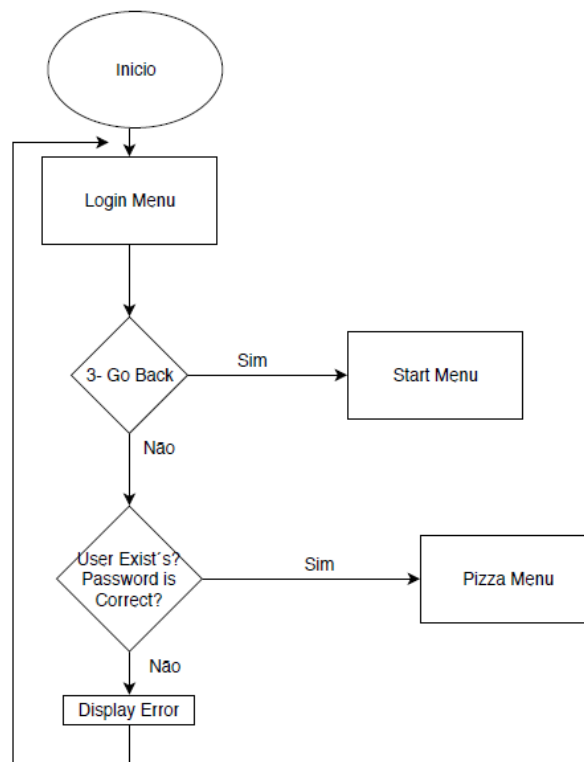 Inicio
Login Menu
3- Go Back
Sim
Start Menu
Não
User Exist´s?
Password is
Correct?
Sim
Pizza Menu
Não
Display Error